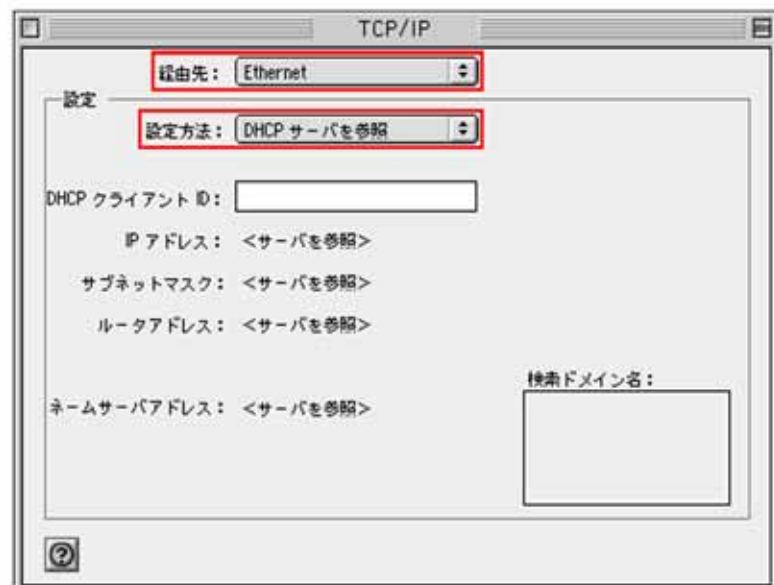 TCP/IP
経由先： Ethernet
設定
設定方法： DHCP サーバを参照
DHCP クライアント ID：
IP アドレス： <サーバを参照>
サブネットマスク： <サーバを参照>
ルータアドレス： <サーバを参照>
検索ドメイン名：
ネームサーバアドレス： <サーバを参照>
?